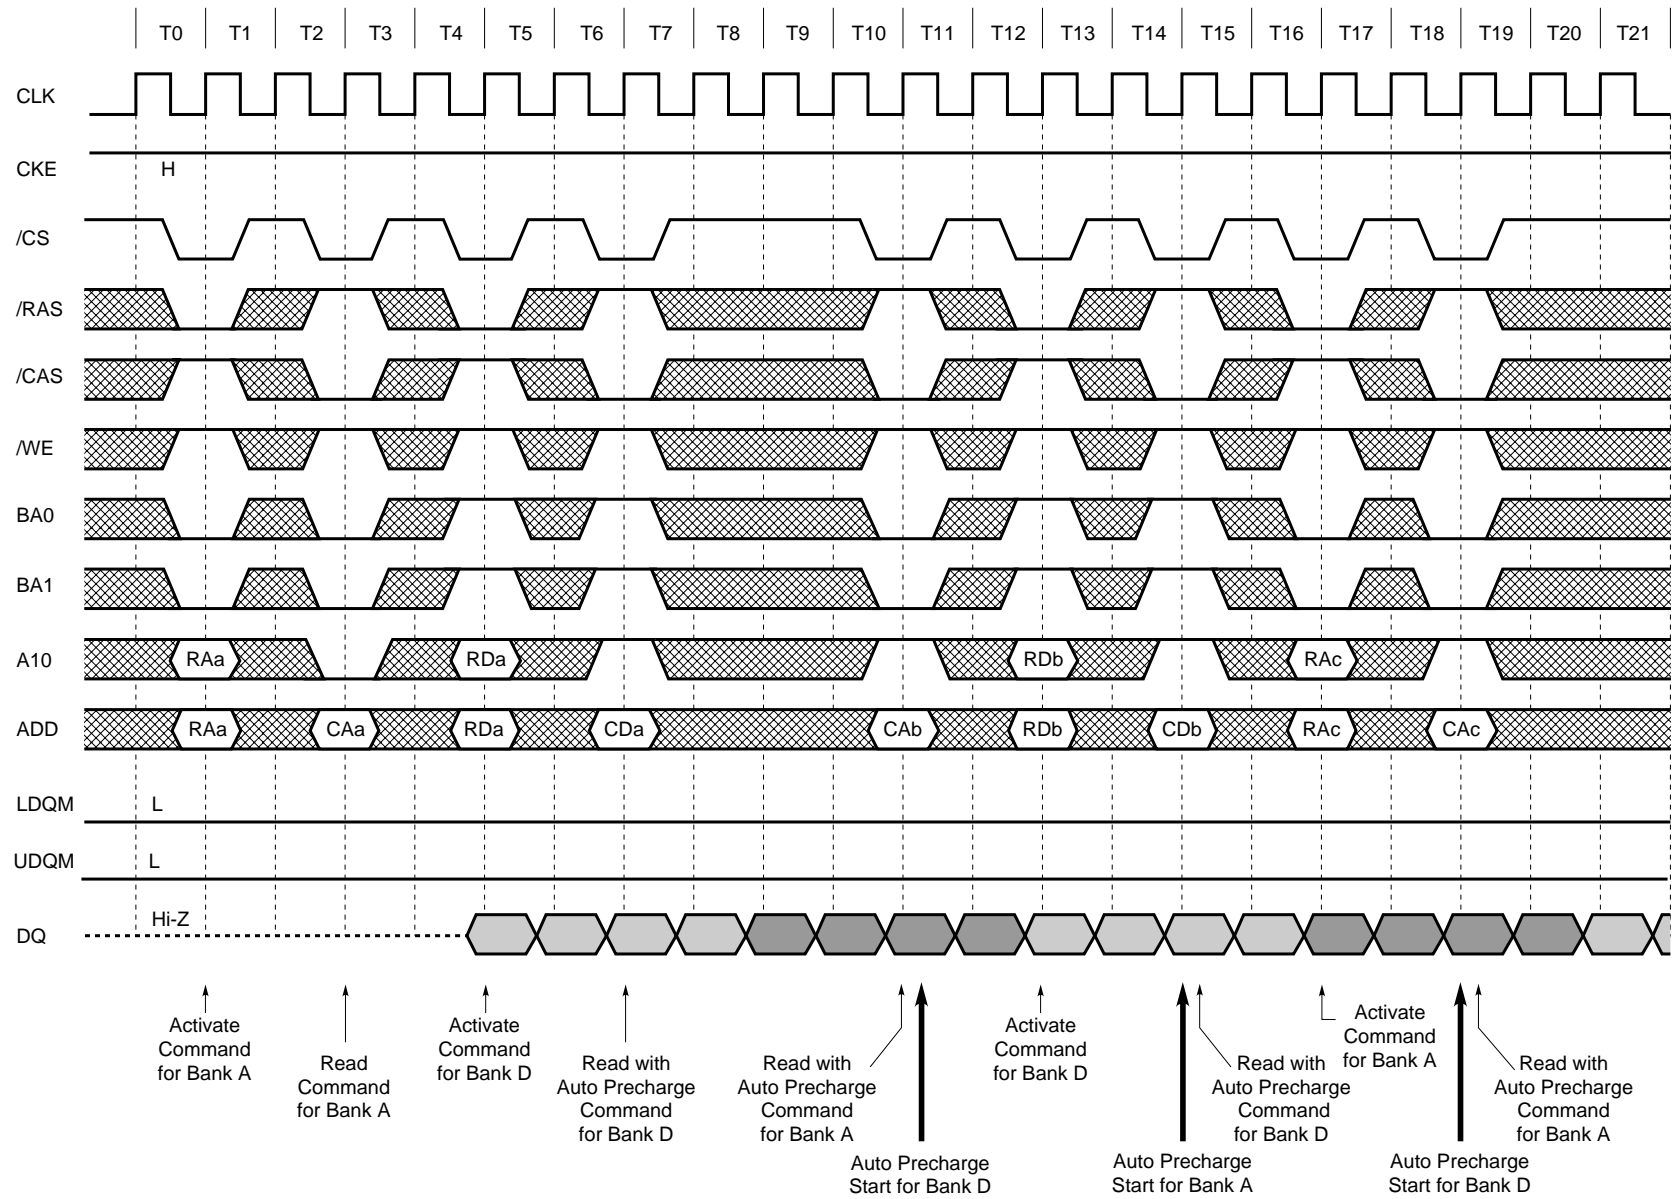 T0 T1 T2 T3 T4 T5 T6 T7 T8 T9 T10 T11 T12 T13 T14 T15 T16 T17 T18 T19 T20 T21
CLK
CKE H
/CS
/RAS
/CAS
/WE
BA0
BA1
A10 RAa RDa RDb RAc
ADD RAa CAa RDa CDa CAb RDb CDb RAc CAc
LDQM L
UDQM L
DQ Hi-Z
Activate
Command
for Bank A
Read
Command
for Bank A
Activate
Command
for Bank D
Read with
Auto Precharge
Command
for Bank D
Read with
Auto Precharge
Command
for Bank A
Auto Precharge
Start for Bank D
Activate
Command
for Bank D
Auto Precharge
Start for Bank A
Read with
Auto Precharge
Command
for Bank D
Activate
Command
for Bank A
Auto Precharge
Start for Bank D
Read with
Auto Precharge
Command
for Bank A